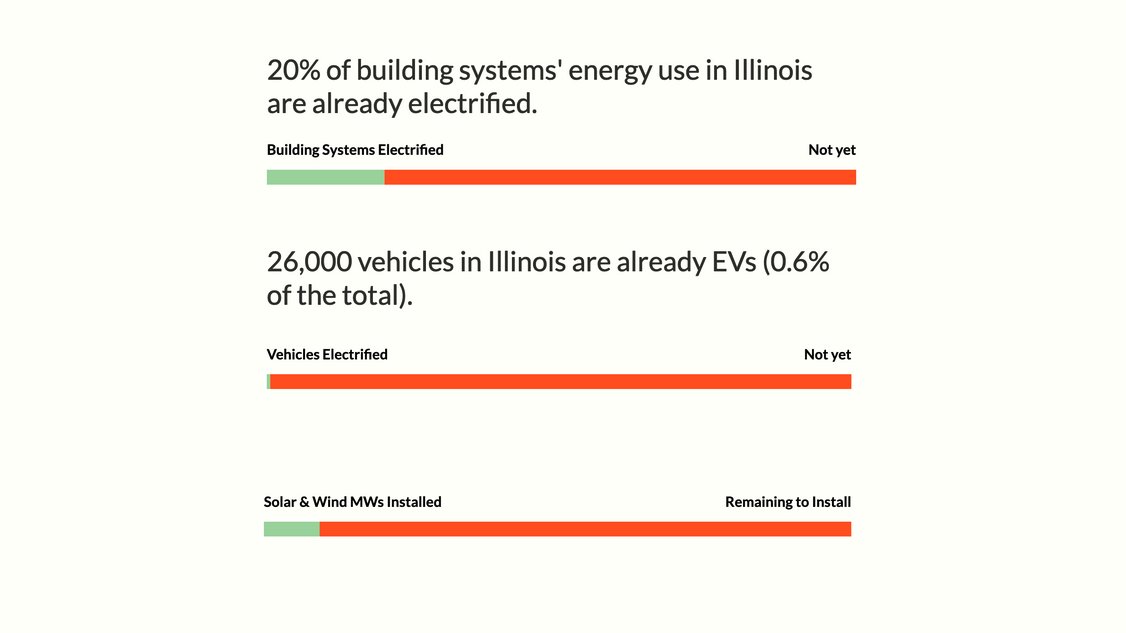 20% of building systems' energy use in Illinois
are already electrified.
Building Systems Electrified
Not yet
26,000 vehicles in Illinois are already EVs (0.6%
of the total).
Vehicles Electrified
Not yet
Solar & Wind MWs Installed
Remaining to Install